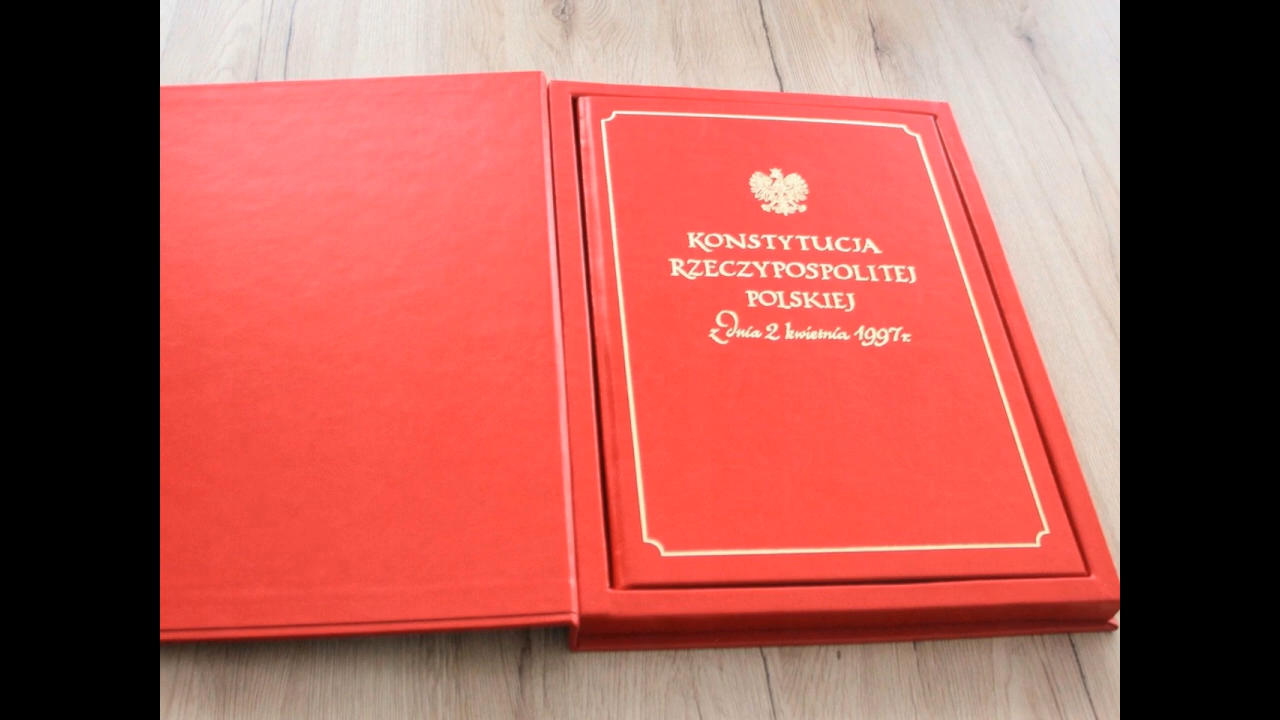 KONSTYTUCJA
RZECZYPOSPOLITEJ
POLSKIEJ
z dnia 2 kwietnia 1997 r.